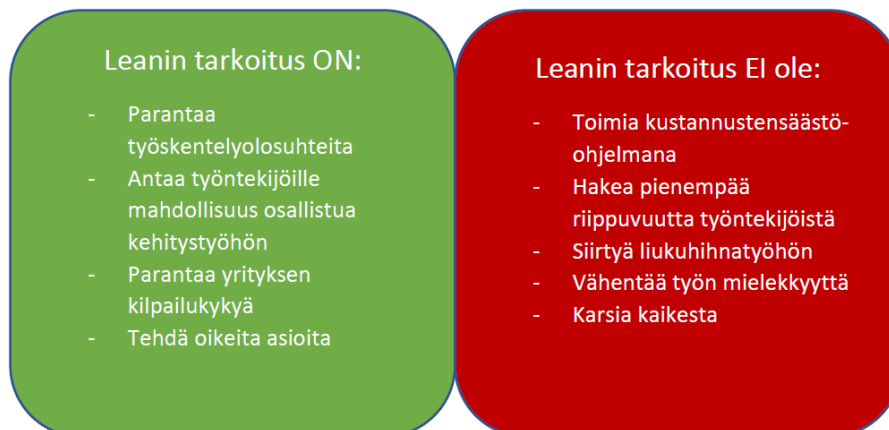 Leanin tarkoitus ON:
- Parantaa
työskentelyolosuhteita
- Antaa työntekijöille
mahdollisuus osallistua
kehitystyöhön
- Parantaa yrityksen
kilpailukykyä
- Tehdä oikeita asioita
Leanin tarkoitus EI ole:
- Toimia kustannustensäästö-
ohjelmana
- Hakea pienempää
riippuvuutta työntekijöistä
- Siirtyä liukuhihnatyöhön
- Vähentää työn mielekkyyttä
- Karsia kaikesta